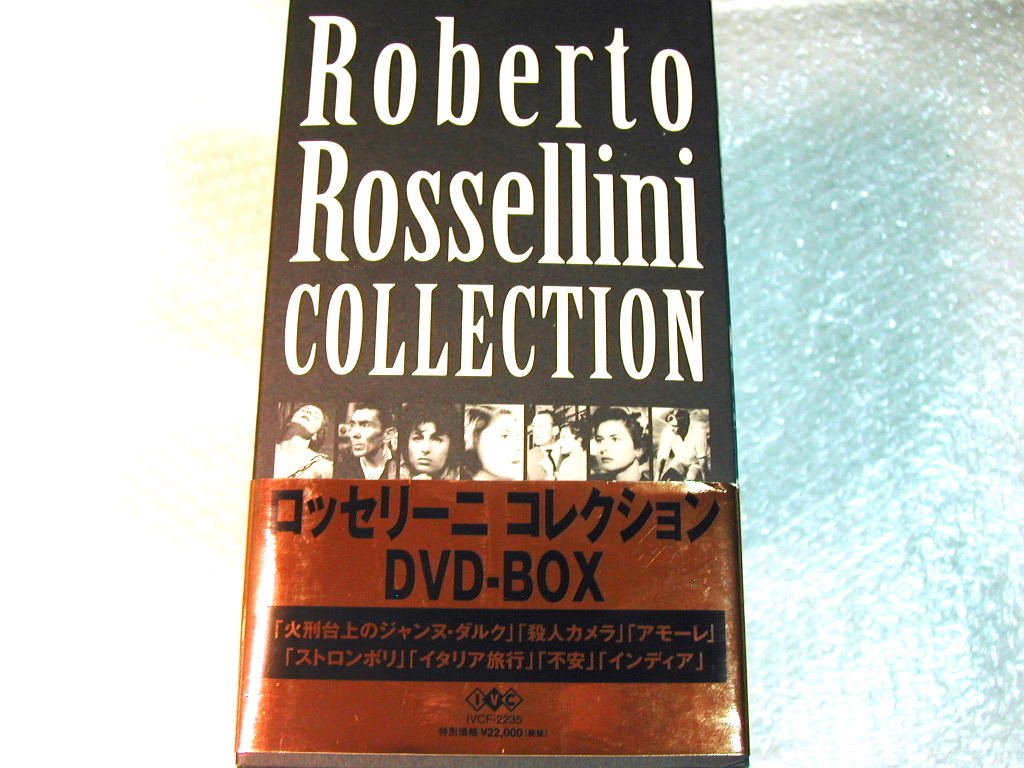 Roberto
Rossellini
COLLECTION
ロッセリーニ コレクション
DVD-BOX
「火刑台上のジャンヌ・ダルク」「殺人カメラ」「アモーレ」
「ストロンボリ」「イタリア旅行」「不安」「インディア」
IVC
IVCF-2235
特別価格 ¥22,000(税抜)